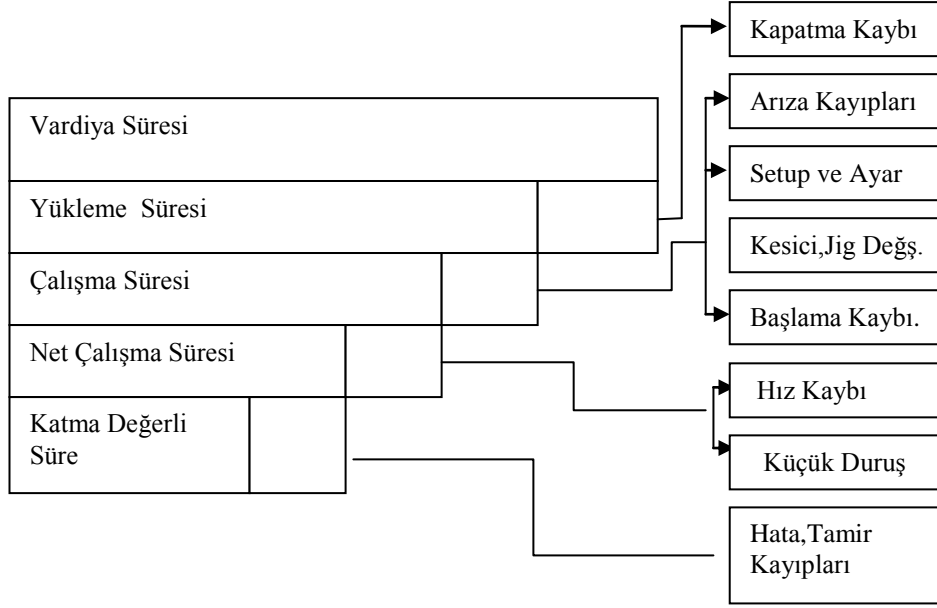 Vardiya Süresi
Yükleme Süresi
Çalışma Süresi
Net Çalışma Süresi
Katma Değerli
Süre
Kapatma Kaybı
Arıza Kayıpları
Setup ve Ayar
Kesici,Jig Değş.
Başlama Kaybı.
Hız Kaybı
Küçük Duruş
Hata,Tamir
Kayıpları